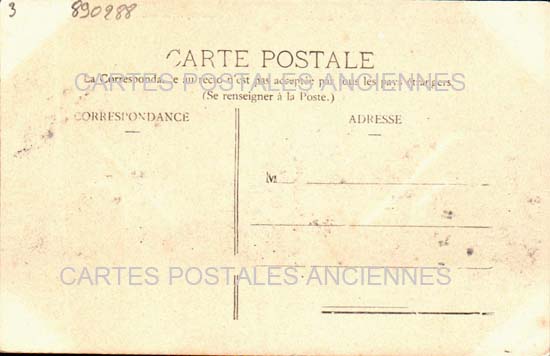 3 890288
CARTE POSTALE
CARTES POSTALES ANCIENNES
La Correspondance au recto n'est pas acceptée par tous les pays étrangers
(Se renseigner à la Poste.)
CORRESPONDANCE
ADRESSE
M
CARTES POSTALES ANCIENNES